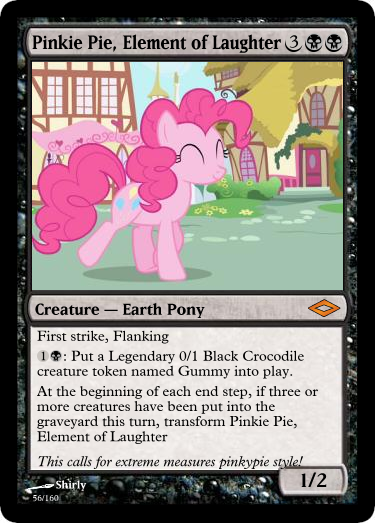 Pinkie Pie, Element of Laughter 3
Creature — Earth Pony
First strike, Flanking
1 : Put a Legendary 0/1 Black Crocodile
creature token named Gummy into play.
At the beginning of each end step, if three or
more creatures have been put into the
graveyard this turn, transform Pinkie Pie,
Element of Laughter
This calls for extreme measures pinkypie style!
1/2
Shirly
56/160